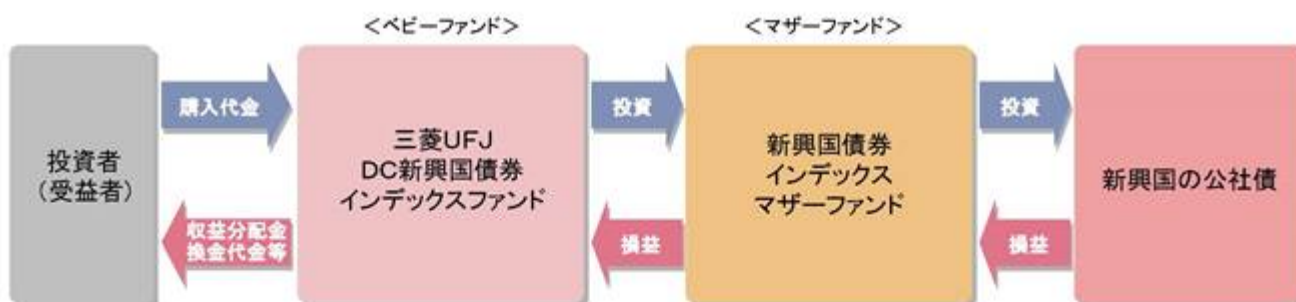 ＜ベビーファンド＞
＜マザーファンド＞
投資者
（受益者）
購入代金
収益分配金
換金代金等
三菱UFJ
DC新興国債券
インデックスファンド
投資
損益
新興国債券
インデックス
マザーファンド
投資
損益
新興国の公社債